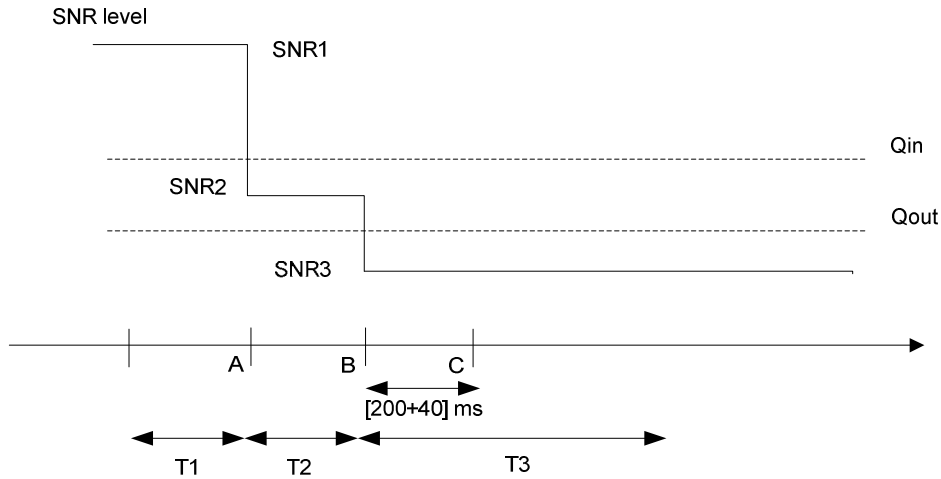 SNR level
SNR1
Qin
SNR2
Qout
SNR3
A
B
C
[200+40] ms
T1
T2
T3